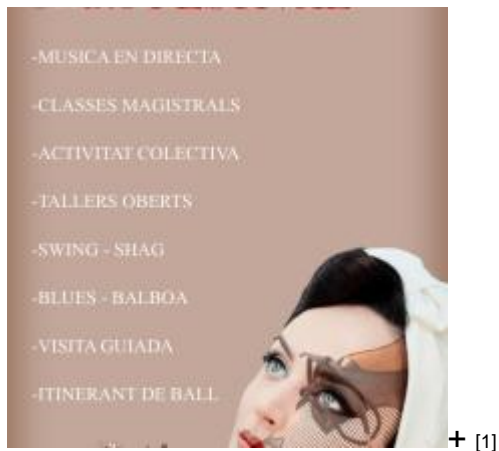 -MUSICA EN DIRECTA
-CLASSES MAGISTRALS
-ACTIVITAT COLECTIVA
-TALLERS OBERTS
-SWING - SHAG
-BLUES - BALBOA
-VISITA GUIADA
-ITINERANT DE BALL
+ [1]